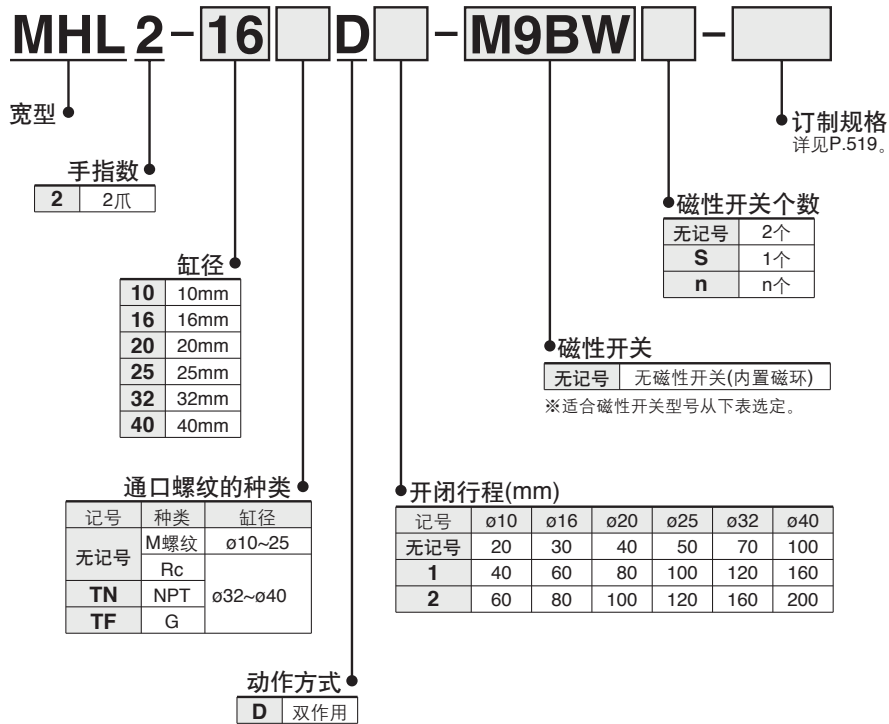 MHL2-16 D -M9BW -
宽型
订制规格
详见P.519。
手指数
2 2爪
磁性开关个数
无记号 2个
S 1个
n n个
缸径
10 10mm
16 16mm
20 20mm
25 25mm
32 32mm
40 40mm
磁性开关
无记号 无磁性开关(内置磁环)
※适合磁性开关型号从下表选定。
通口螺纹的种类
记号 种类 缸径
无记号 M螺纹 ø10~25
Rc ø32~ø40
TN NPT
TF G
开闭行程(mm)
记号 ø10 ø16 ø20 ø25 ø32 ø40
无记号 20 30 40 50 70 100
1 40 60 80 100 120 160
2 60 80 100 120 160 200
动作方式
D 双作用